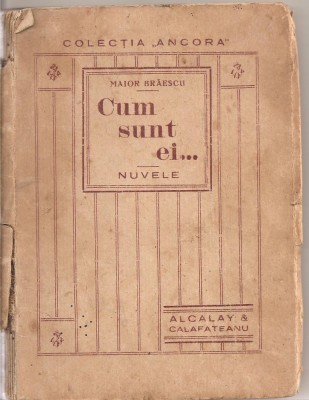 COLECȚIA „ANCORA"
MAIOR BRĂESCU
Cum
sunt
ei...
NUVELE
ALCALAY &
CALAFATEANU